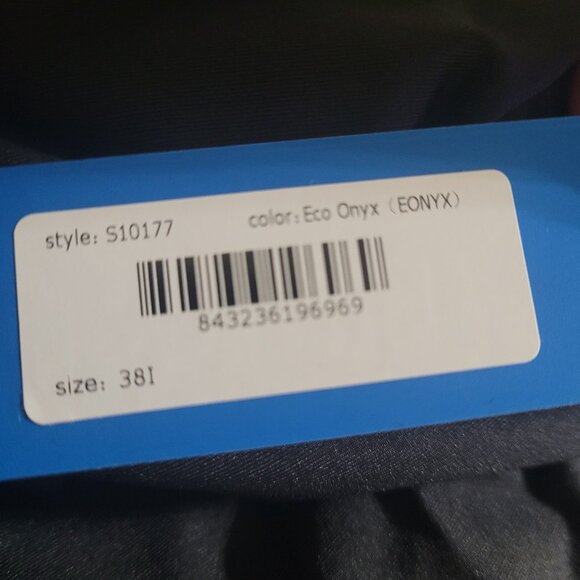 style: S10177 color: Eco Onyx (EONYX)
843236196969
size: 38I